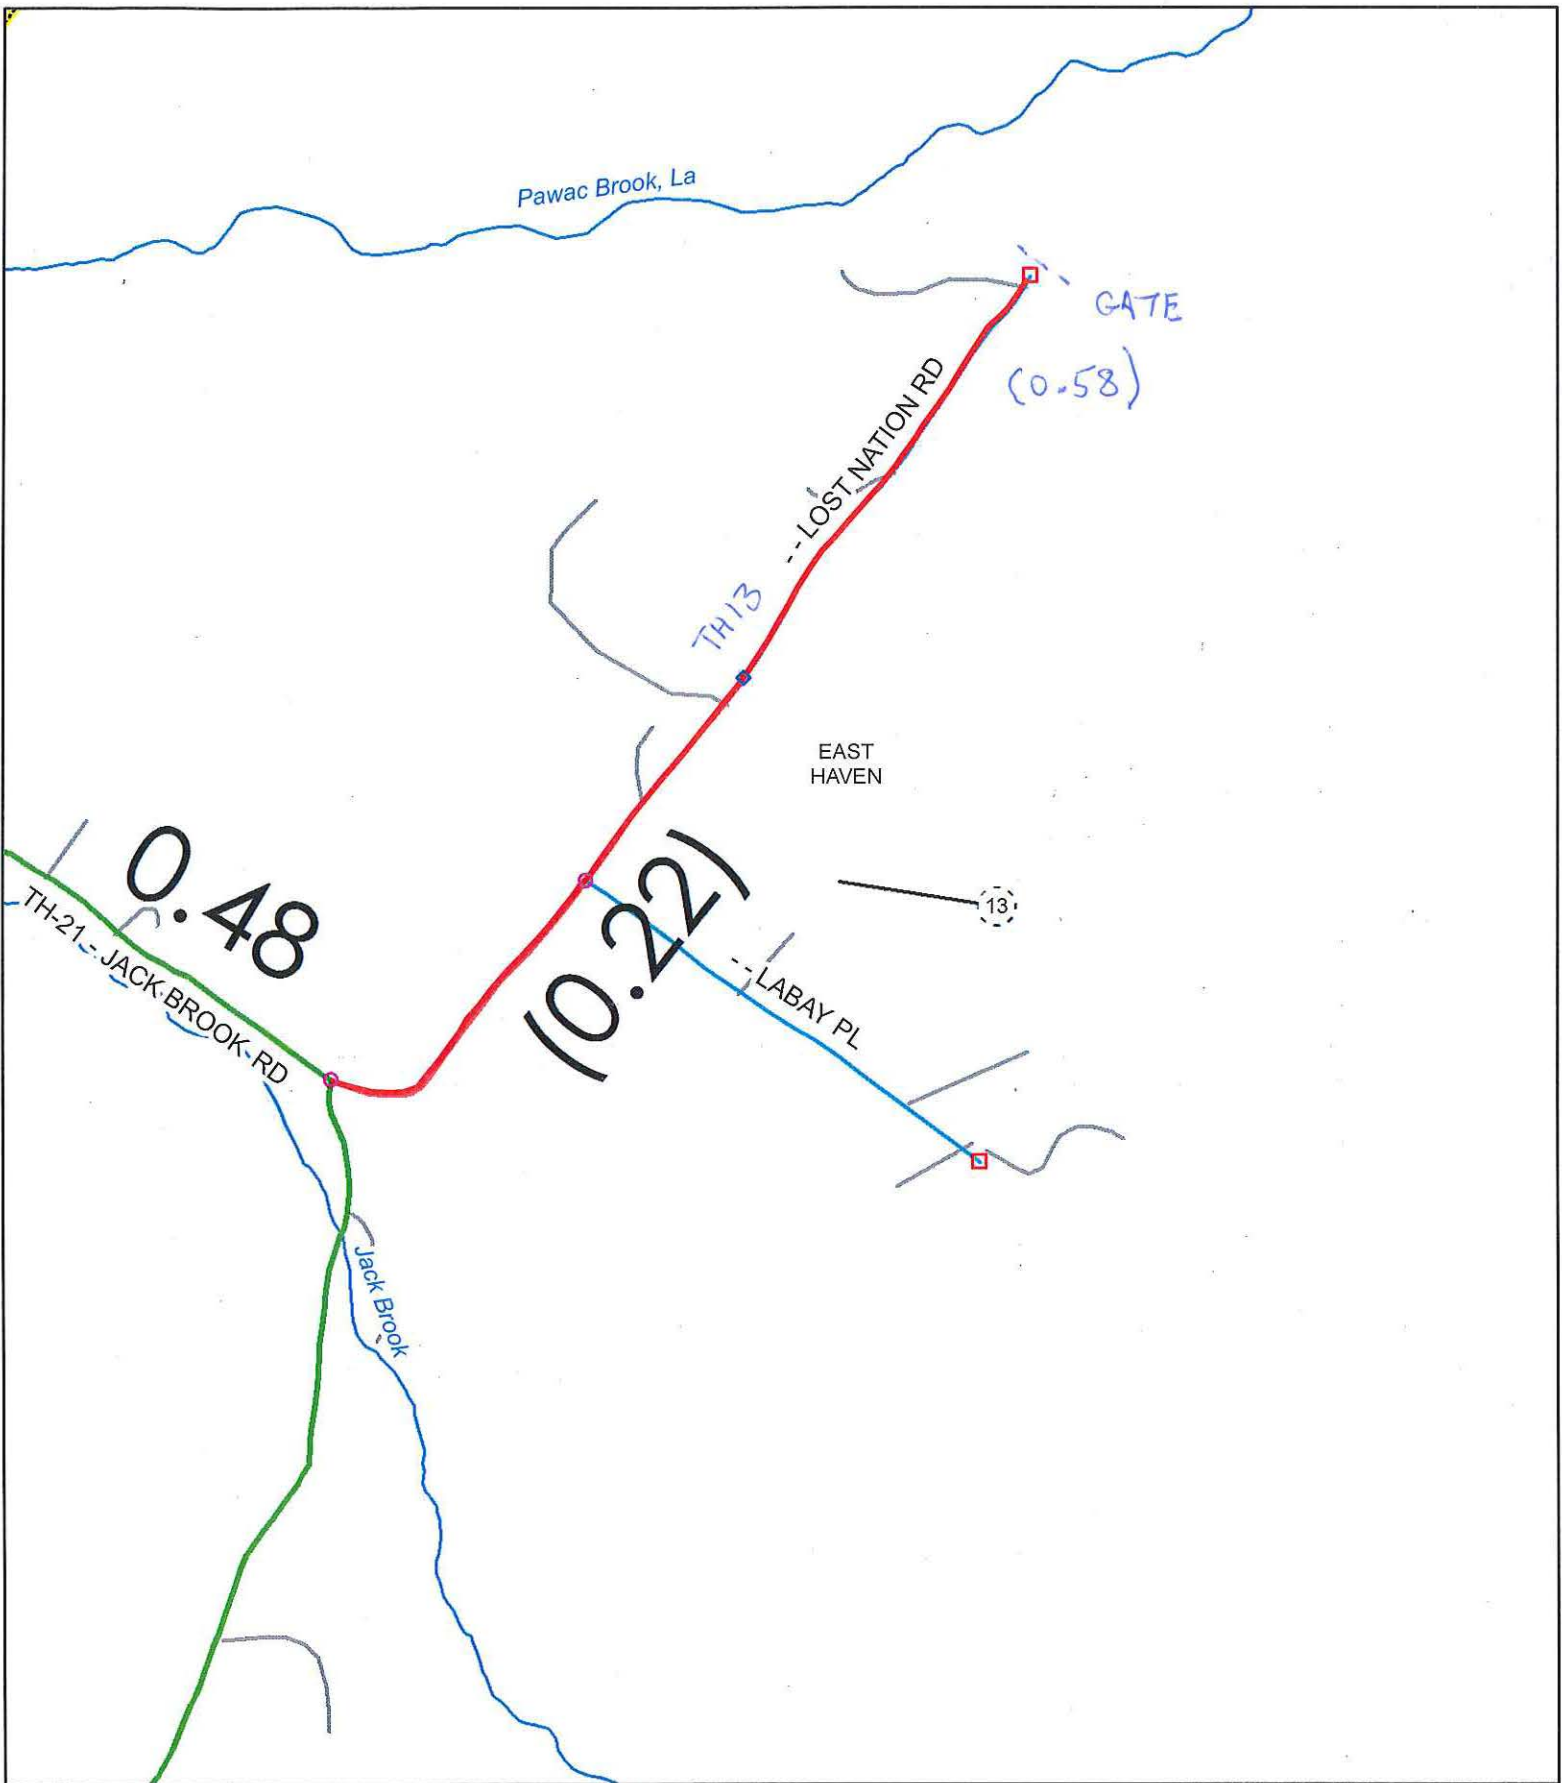 Pawac Brook, La
GATE
(0.58)
-- LOST NATION RD
TH13
EAST
HAVEN
0.48
(0.22)
13
TH-21 - JACK BROOK RD
-- LABAY PL
Jack Brook